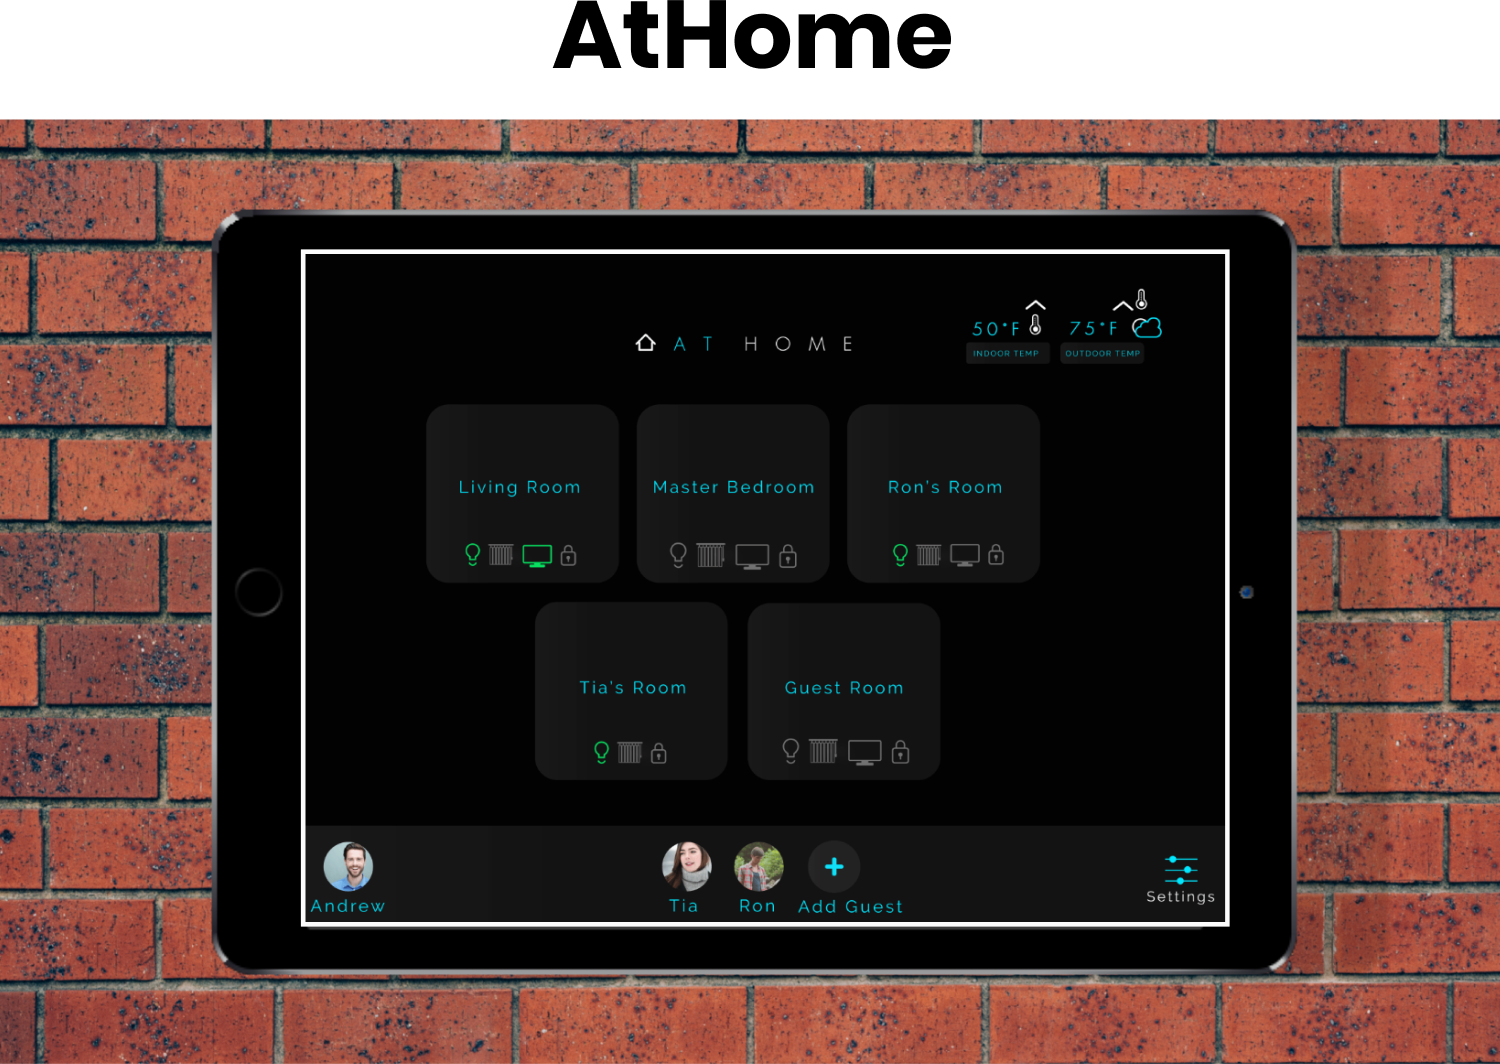 AtHome
AT HOME
50°F 75°F
INDOOR TEMP OUTDOOR TEMP
Living Room Master Bedroom Ron's Room
Tia's Room Guest Room
Andrew Tia Ron Add Guest Settings